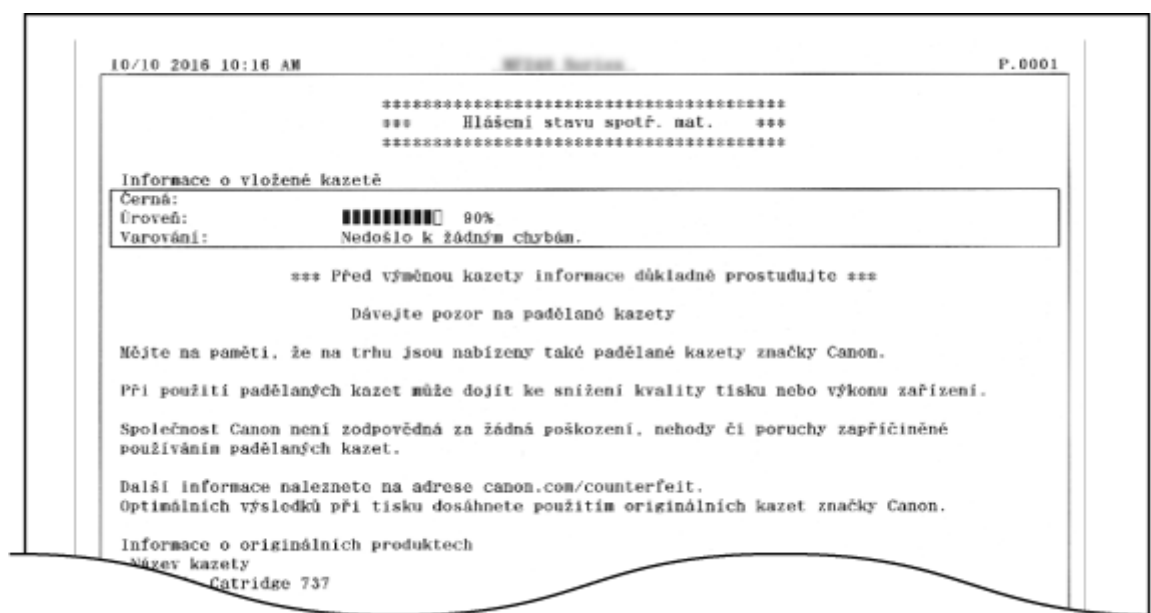 10/10 2016 10:16 AM P.0001
****************************************
*** Hlášení stavu spotř. mat. ***
****************************************
Informace o vložené kazetě
Černá:
Úroveň: 90%
Varování: Nedošlo k žádným chybám.
*** Před výměnou kazety informace důkladně prostudujte ***
Dávejte pozor na padělané kazety
Mějte na paměti, že na trhu jsou nabízeny také padělané kazety značky Canon.
Při použití padělaných kazet může dojít ke snížení kvality tisku nebo výkonu zařízení.
Společnost Canon není zodpovědná za žádná poškození, nehody či poruchy zapříčiněné
používáním padělaných kazet.
Další informace naleznete na adrese canon.com/counterfeit.
Optimálních výsledků při tisku dosáhnete použitím originálních kazet značky Canon.
Informace o originálních produktech
Název kazety
Catridge 737